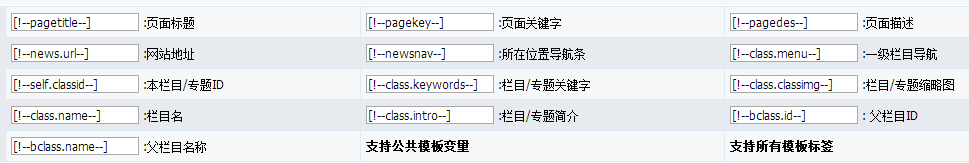 [!--pagetitle--] :页面标题 [!--pagekey--] :页面关键字 [!--pagedes--] :页面描述
[!--news.url--] :网站地址 [!--newsnav--] :所在位置导航条 [!--class.menu--] :一级栏目导航
[!--self.classid--] :本栏目/专题ID [!--class.keywords--] :栏目/专题关键字 [!--class.classimg--] :栏目/专题缩略图
[!--class.name--] :栏目名 [!--class.intro--] :栏目/专题简介 [!--bclass.id--] : 父栏目ID
[!--bclass.name--] :父栏目名称 支持公共模板变量 支持所有模板标签